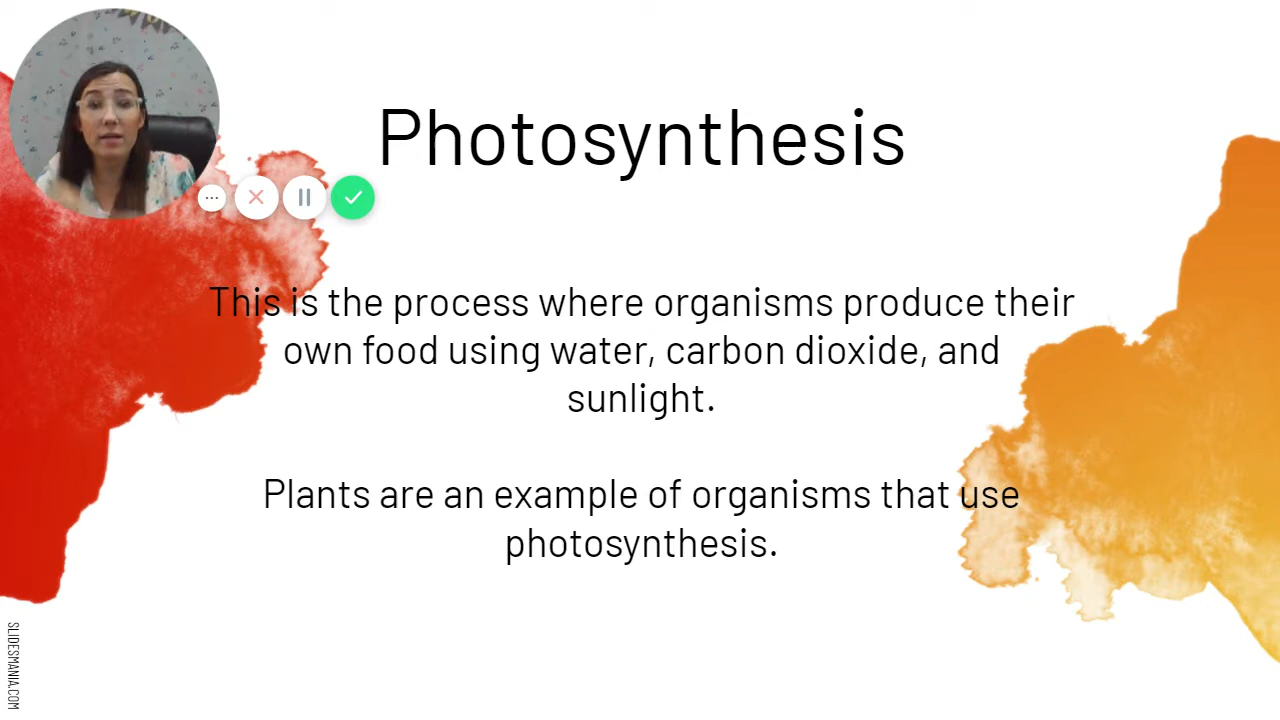 Photosynthesis
This is the process where organisms produce their
own food using water, carbon dioxide, and
sunlight.
Plants are an example of organisms that use
photosynthesis.
SLIDESMANIA.COM